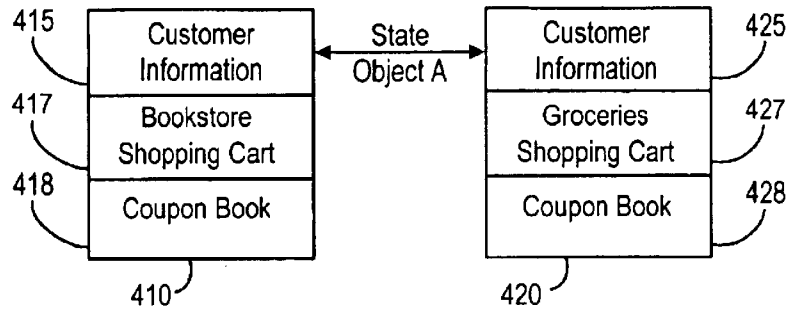 415
Customer
Information
State
Object A
Customer
Information
425
417
Bookstore
Shopping Cart
Groceries
Shopping Cart
427
418
Coupon Book
Coupon Book
428
410
420